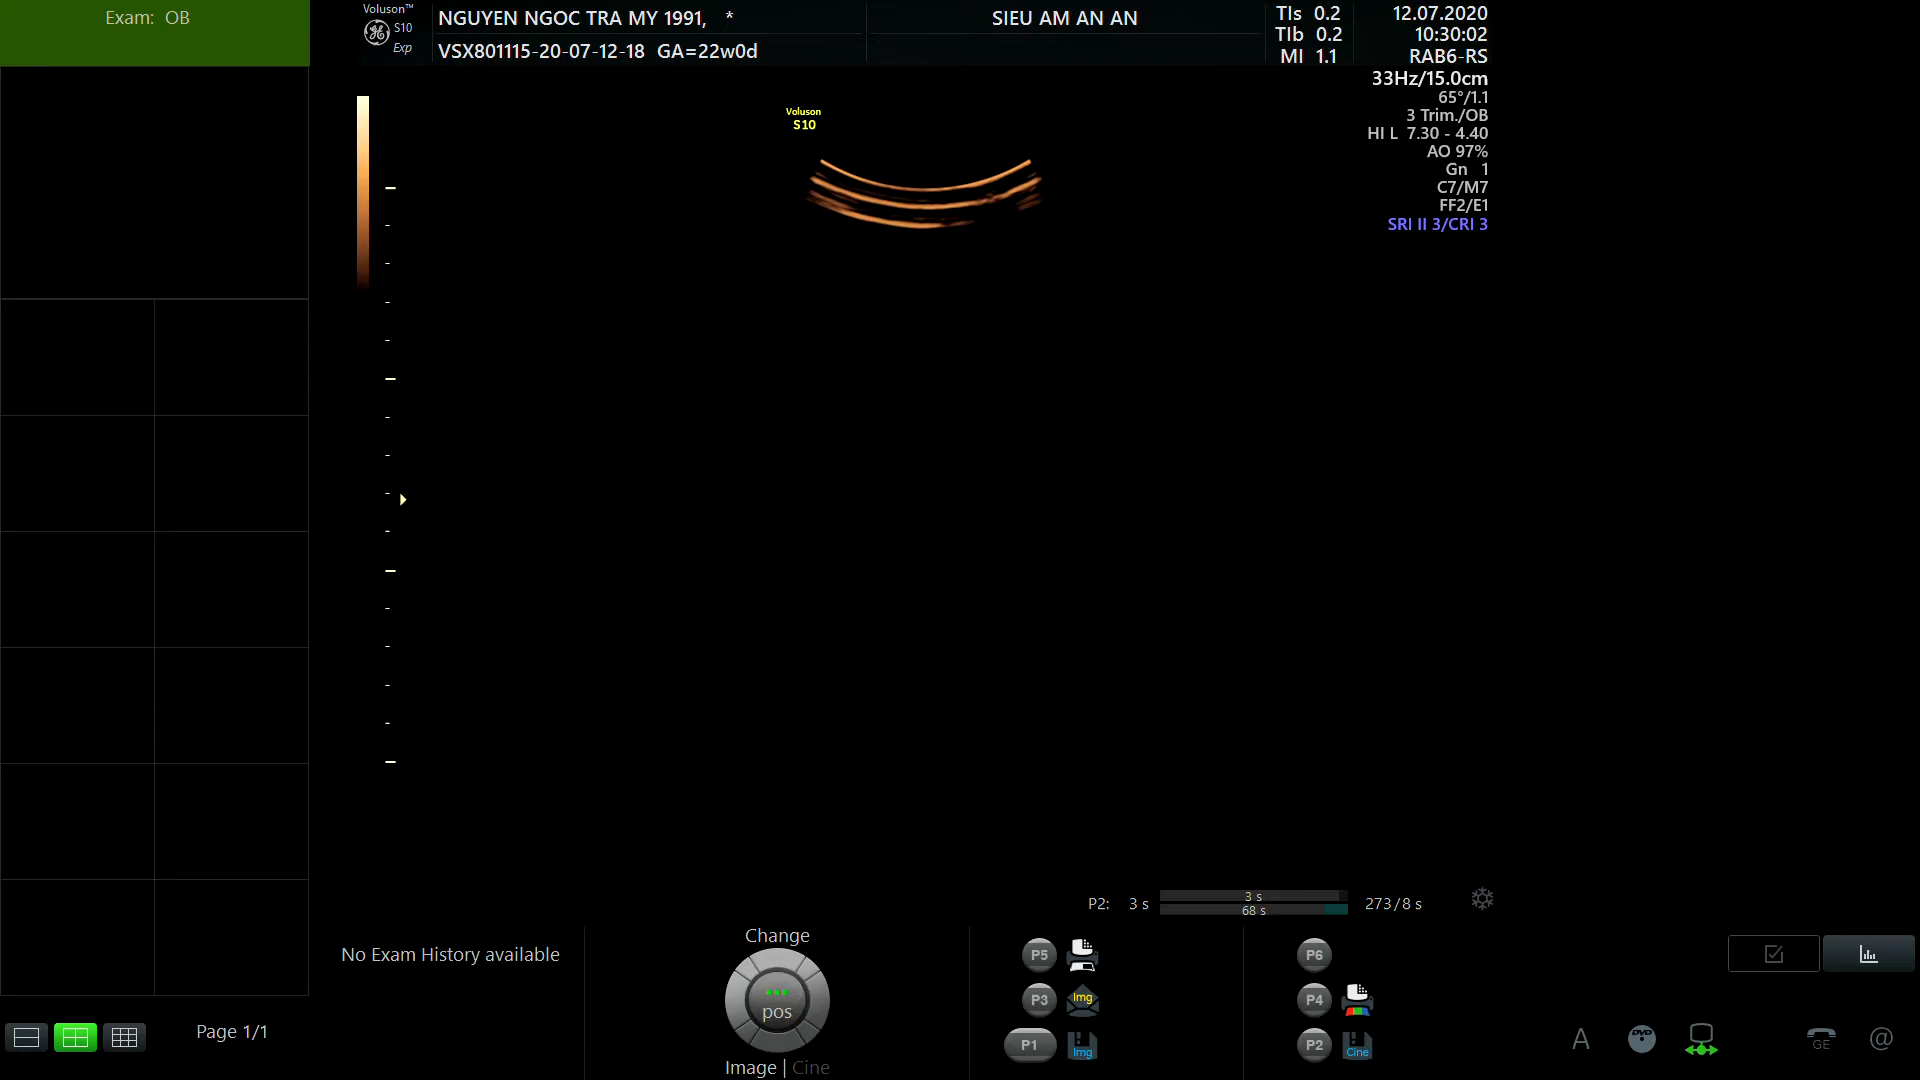 Exam: OB
Voluson™
S10
Exp
NGUYEN NGOC TRA MY 1991, *
VSX801115-20-07-12-18 GA=22w0d
SIEU AM AN AN
TIs 0.2
TIb 0.2
MI 1.1
12.07.2020
10:30:02
RAB6-RS
33Hz/15.0cm
65°/1.1
3 Trim./OB
HI L 7.30 - 4.40
AO 97%
Gn 1
C7/M7
FF2/E1
SRI II 3/CRI 3
Voluson
S10
P2: 3 s
3 s
68 s
273/8 s
No Exam History available
Change
pos
Image | Cine
P5
P3 Img
P1 Img
P6
P4
P2 Cine
Page 1/1
A
DVD
GE
@